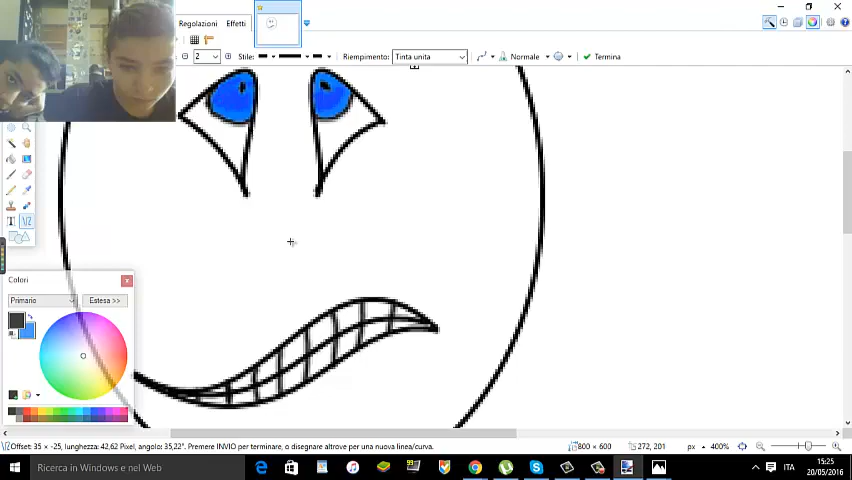 Regolazioni Effetti
2 Stile: Riempimento: Tinta unita Normale Termina
T
Colori
Primario Estesa >>
Offset: 35 × -25, lunghezza: 42,62 Pixel, angolo: 35,22°. Premere INVIO per terminare, o disegnare altrove per una nuova linea/curva. 800 × 600 272, 201 px 400%
Ricerca in Windows e nel Web
ITA
15:25
20/05/2016